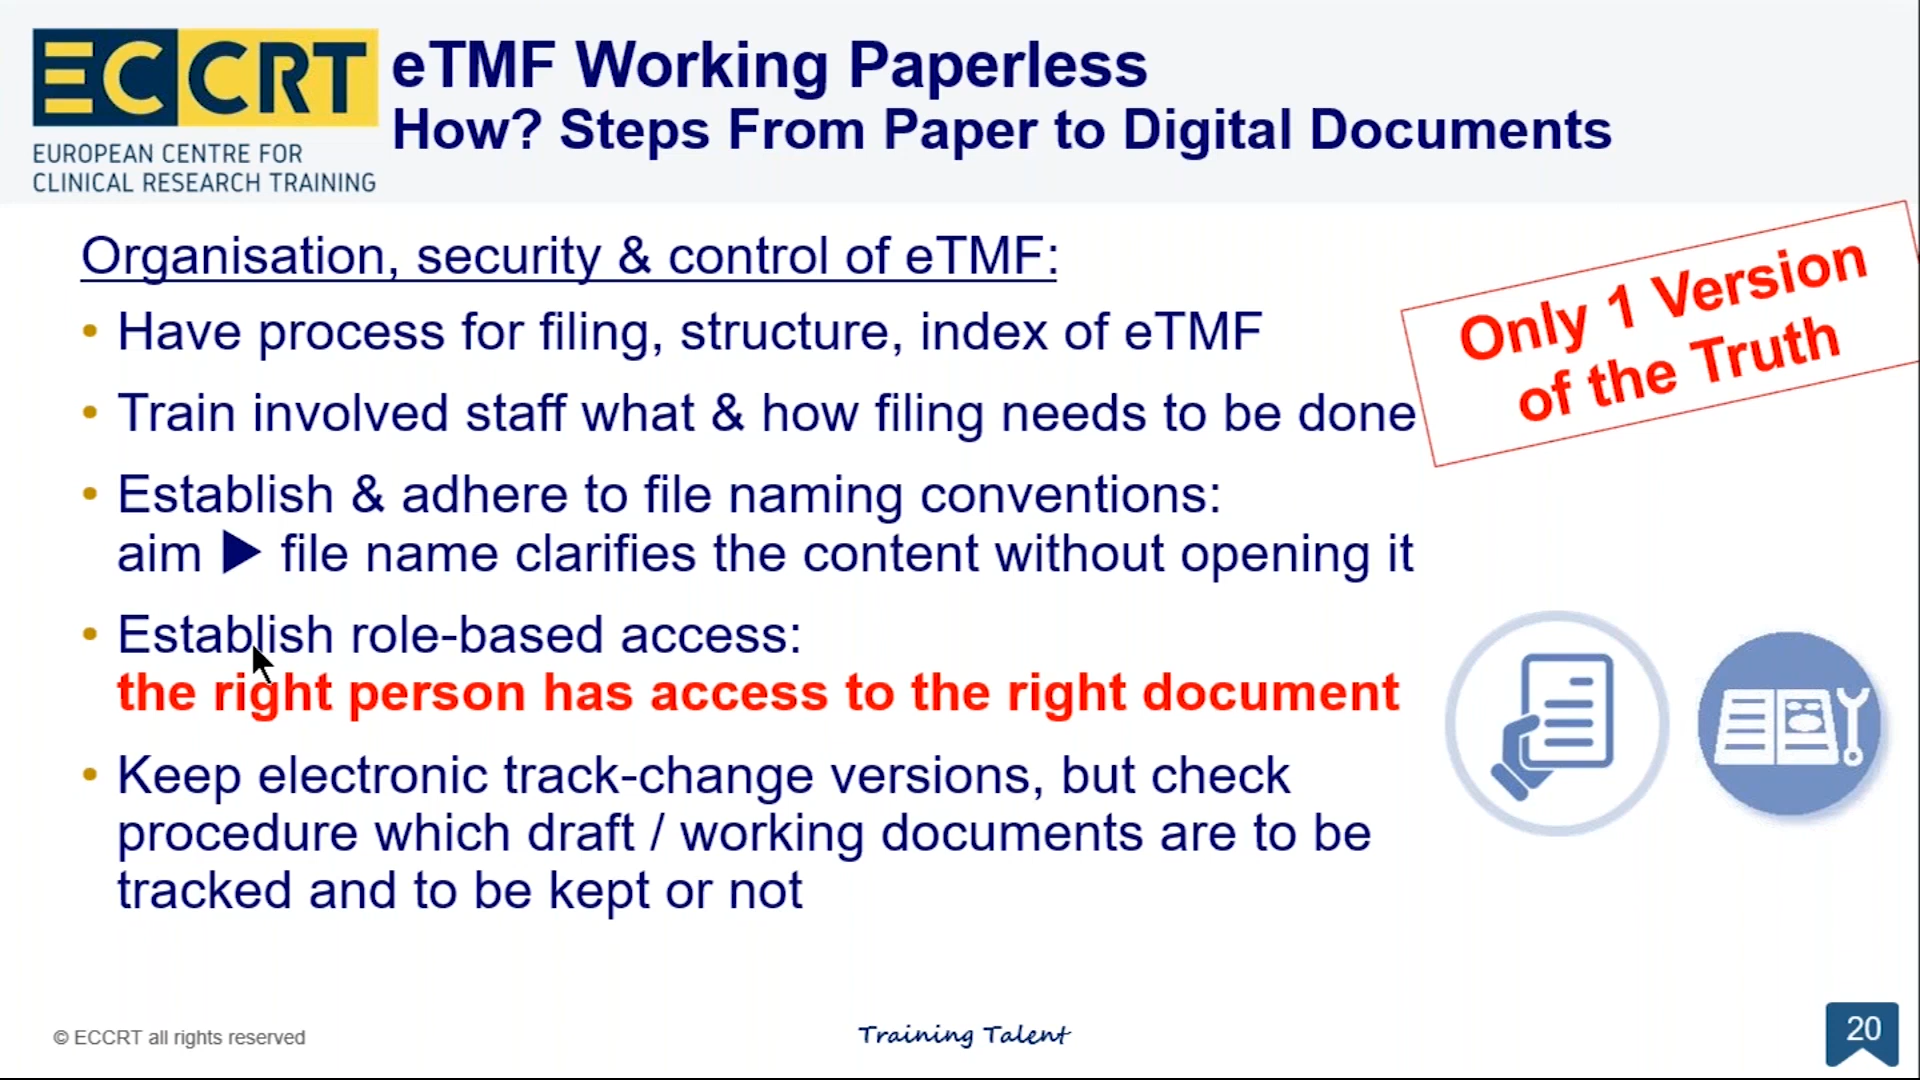 ECCRT
EUROPEAN CENTRE FOR
CLINICAL RESEARCH TRAINING
eTMF Working Paperless
How? Steps From Paper to Digital Documents
Organisation, security & control of eTMF:
• Have process for filing, structure, index of eTMF
• Train involved staff what & how filing needs to be done
• Establish & adhere to file naming conventions:
aim ▶ file name clarifies the content without opening it
• Establish role-based access:
the right person has access to the right document
• Keep electronic track-change versions, but check
procedure which draft / working documents are to be
tracked and to be kept or not
Only 1 Version
of the Truth
© ECCRT all rights reserved
Training Talent
20